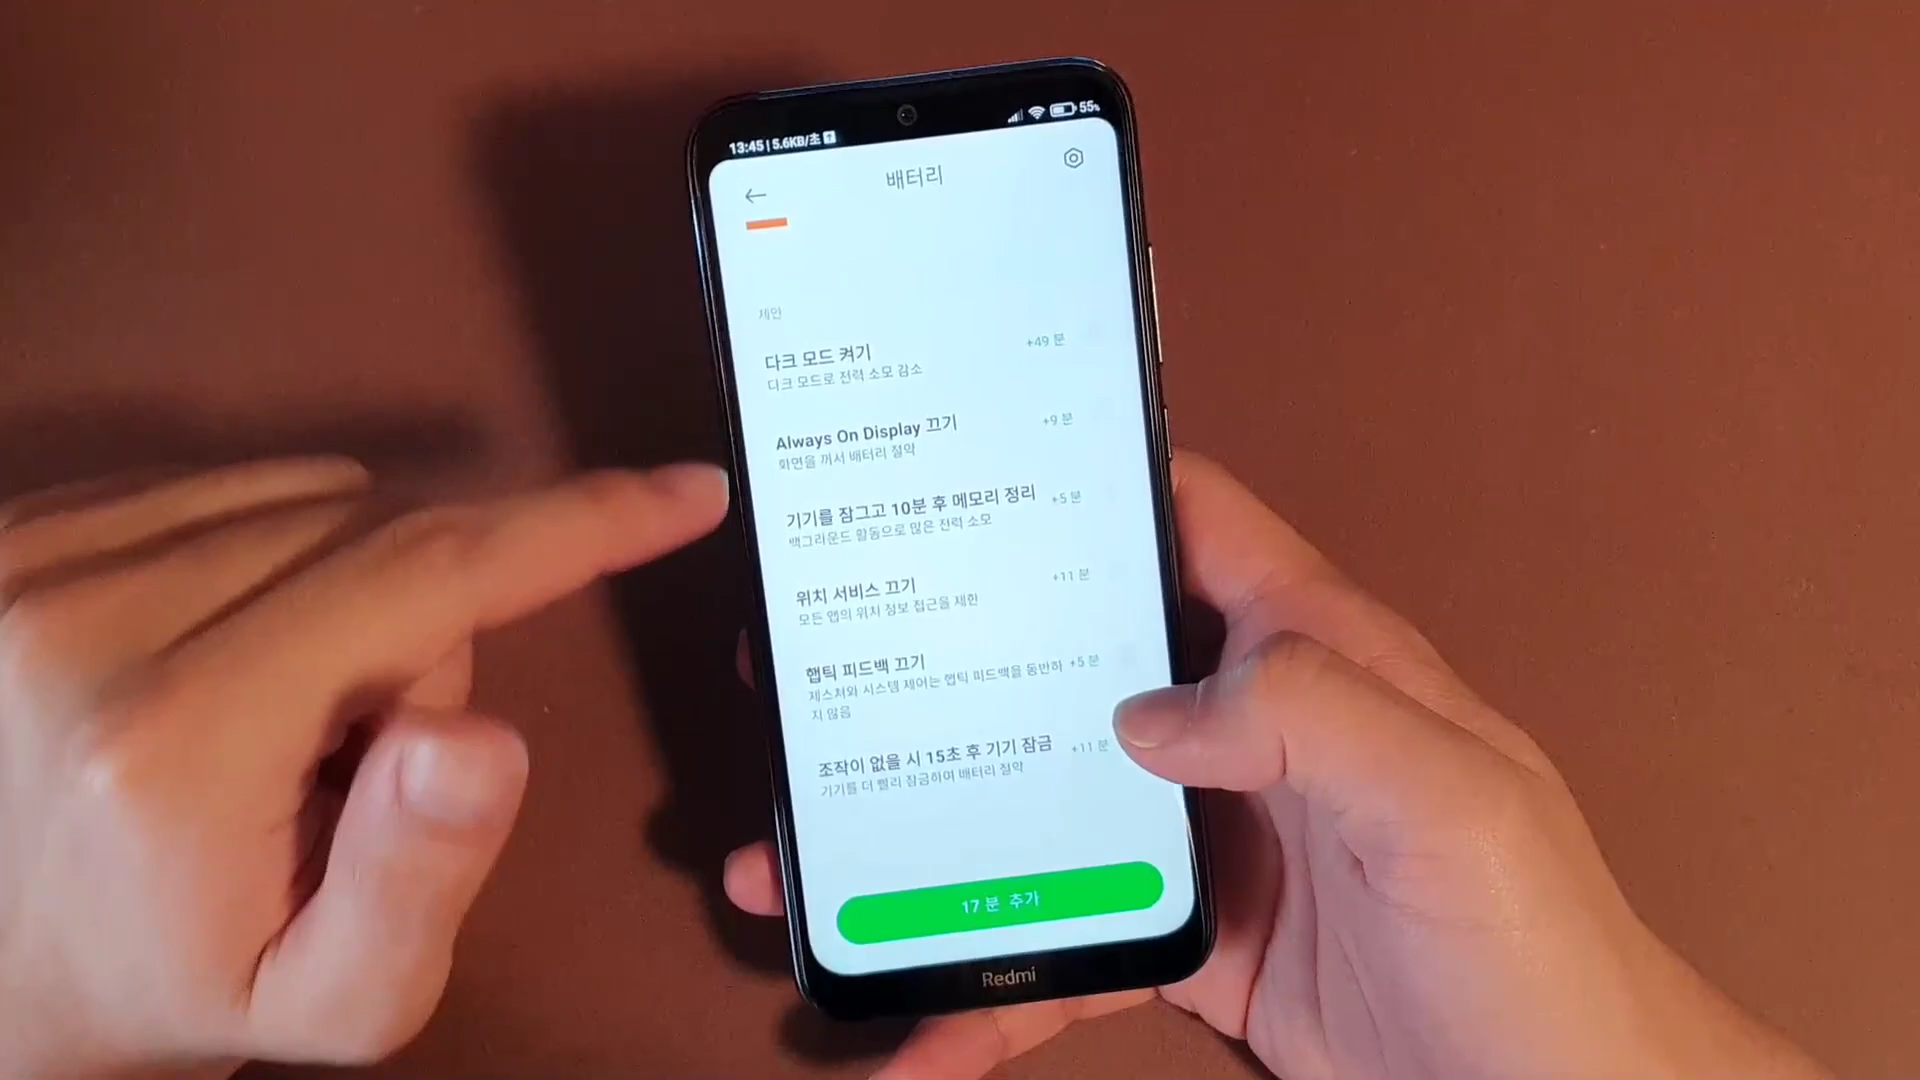 13:45 | 5.6KB/초
55%
배터리
제안
다크 모드 켜기
+49 분
다크 모드로 전력 소모 감소
Always On Display 끄기
+9 분
화면을 꺼서 배터리 절약
기기를 잠그고 10분 후 메모리 정리
+5 분
백그라운드 활동으로 많은 전력 소모
위치 서비스 끄기
+11 분
모든 앱의 위치 정보 접근을 제한
햅틱 피드백 끄기
+5 분
제스처와 시스템 제어는 햅틱 피드백을 동반하
지 않음
조작이 없을 시 15초 후 기기 잠금
+11 분
기기를 더 빨리 잠금하여 배터리 절약
17 분 추가
Redmi